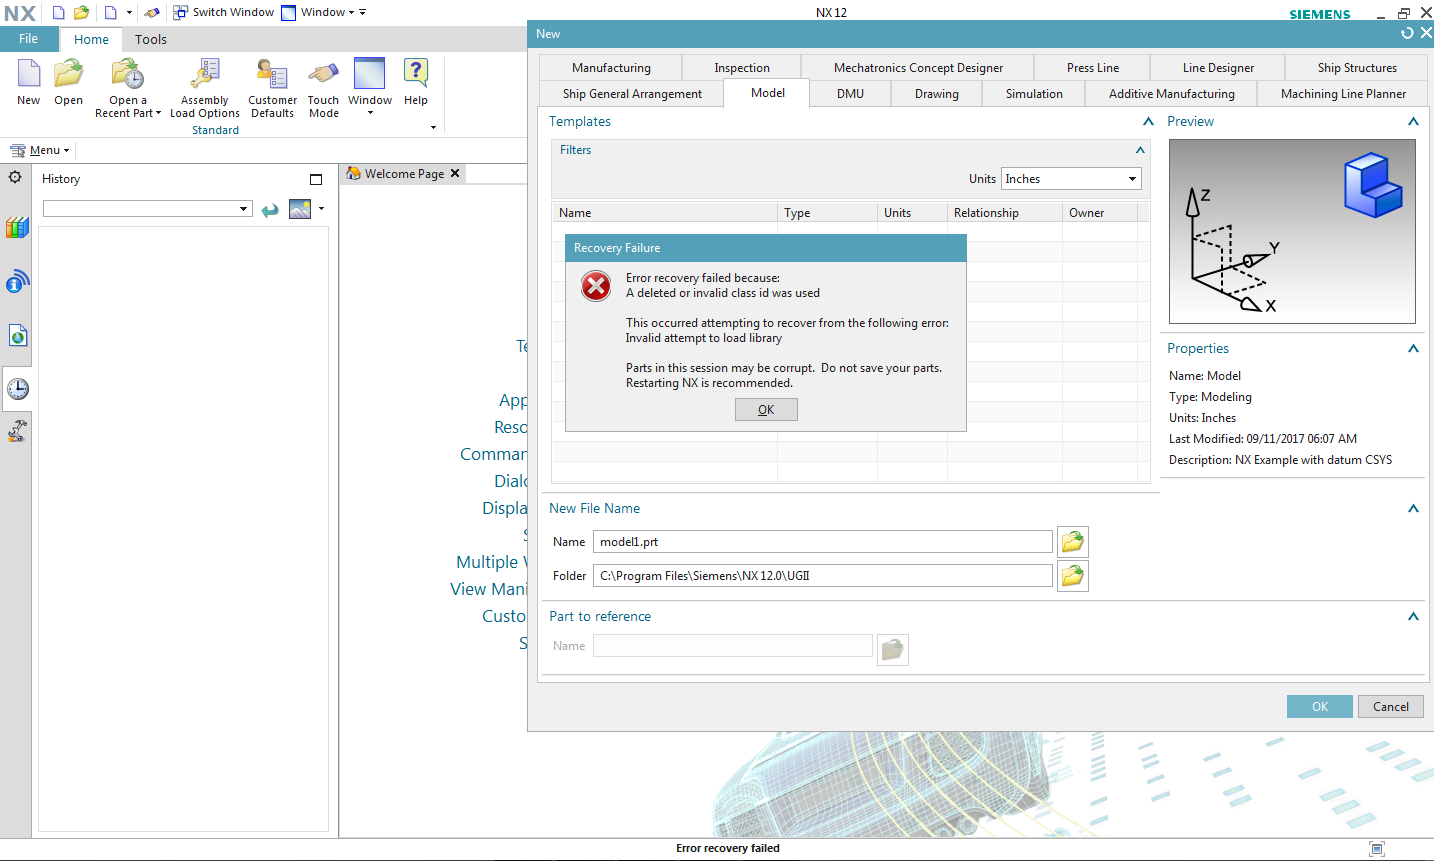 NX Switch Window Window NX 12 SIEMENS
New
File Home Tools
Manufacturing Inspection Mechatronics Concept Designer Press Line Line Designer Ship Structures
Ship General Arrangement Model DMU Drawing Simulation Additive Manufacturing Machining Line Planner
New Open Open a Recent Part Assembly Load Options Customer Defaults Touch Mode Window Help
Standard
Menu
History
Welcome Page
Templates
Filters
Units Inches
Name Type Units Relationship Owner
Recovery Failure
Error recovery failed because:
A deleted or invalid class id was used
This occurred attempting to recover from the following error:
Invalid attempt to load library
Parts in this session may be corrupt. Do not save your parts.
Restarting NX is recommended.
OK
Preview
Z
Y
X
Properties
Name: Model
Type: Modeling
Units: Inches
Last Modified: 09/11/2017 06:07 AM
Description: NX Example with datum CSYS
Te
App
Reso
Comman
Dialo
Displa
S
Multiple W
View Mani
Custo
S
New File Name
Name model1.prt
Folder C:\Program Files\Siemens\NX 12.0\UGII
Part to reference
Name
OK Cancel
Error recovery failed